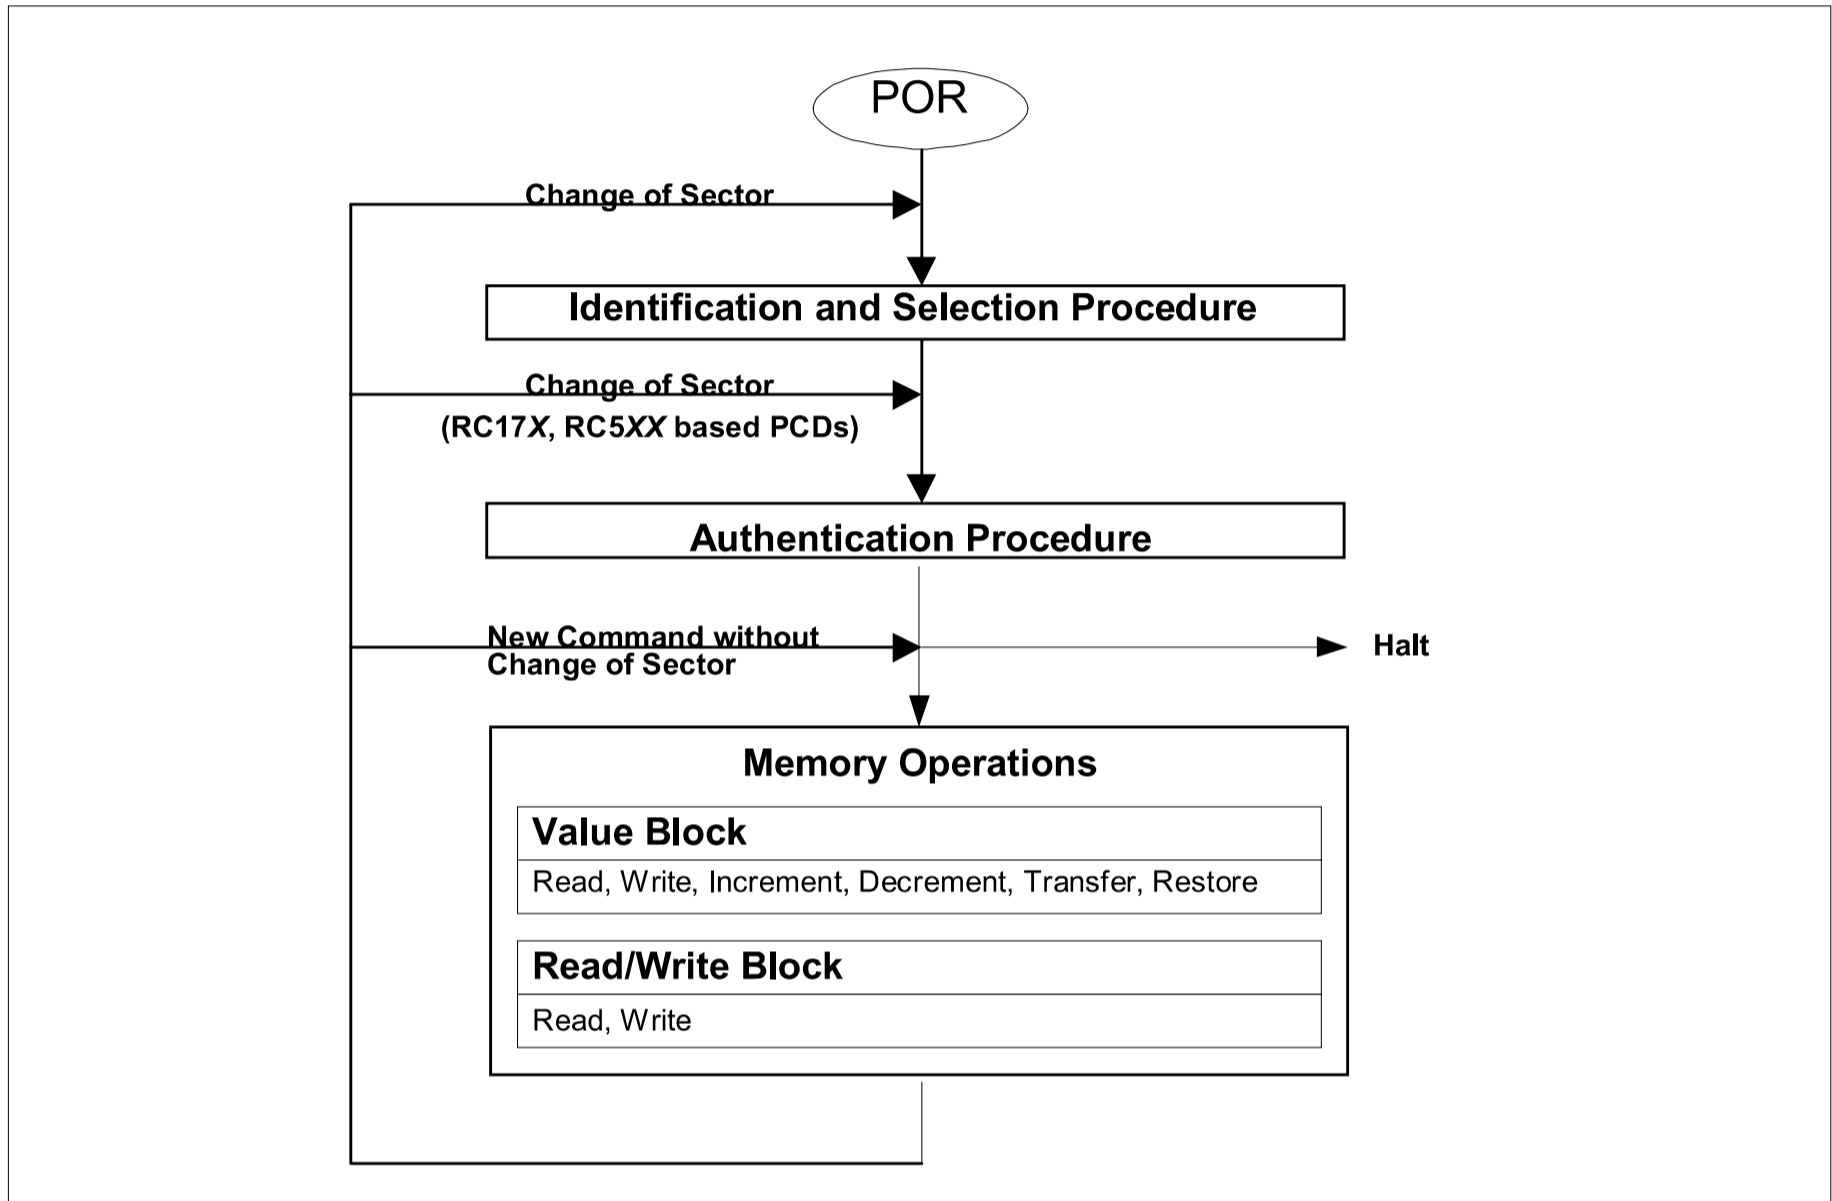 POR
Change of Sector
Identification and Selection Procedure
Change of Sector
(RC17X, RC5XX based PCDs)
Authentication Procedure
New Command without
Change of Sector
Halt
Memory Operations
Value Block
Read, Write, Increment, Decrement, Transfer, Restore
Read/Write Block
Read, Write